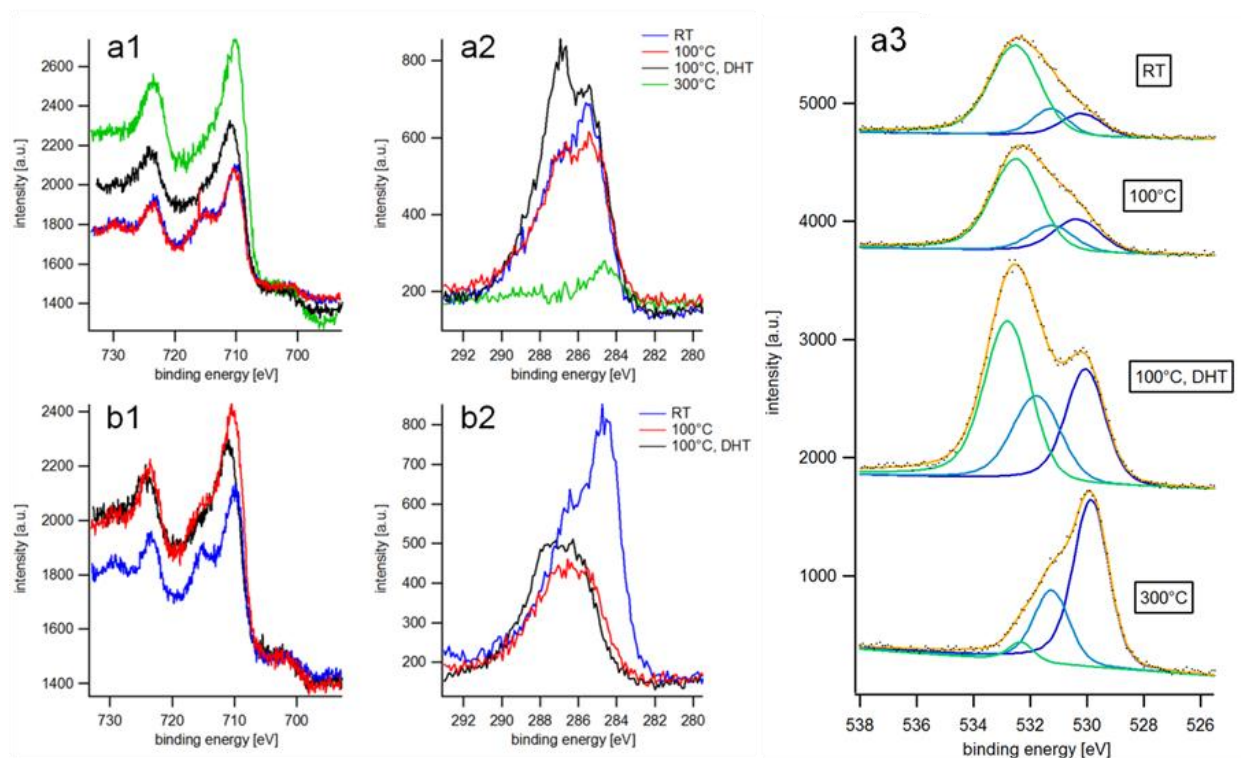 a1
intensity [a.u.]
2600
2400
2200
2000
1800
1600
1400
730
720
710
700
binding energy [eV]
a2
RT
100°C
100°C, DHT
300°C
intensity [a.u.]
800
600
400
200
292
290
288
286
284
282
280
binding energy [eV]
a3
RT
100°C
100°C, DHT
300°C
intensity [a.u.]
5000
4000
3000
2000
1000
538
536
534
532
530
528
526
binding energy [eV]
b1
intensity [a.u.]
2400
2200
2000
1800
1600
1400
730
720
710
700
binding energy [eV]
b2
RT
100°C
100°C, DHT
intensity [a.u.]
800
700
600
500
400
300
200
292
290
288
286
284
282
280
binding energy [eV]